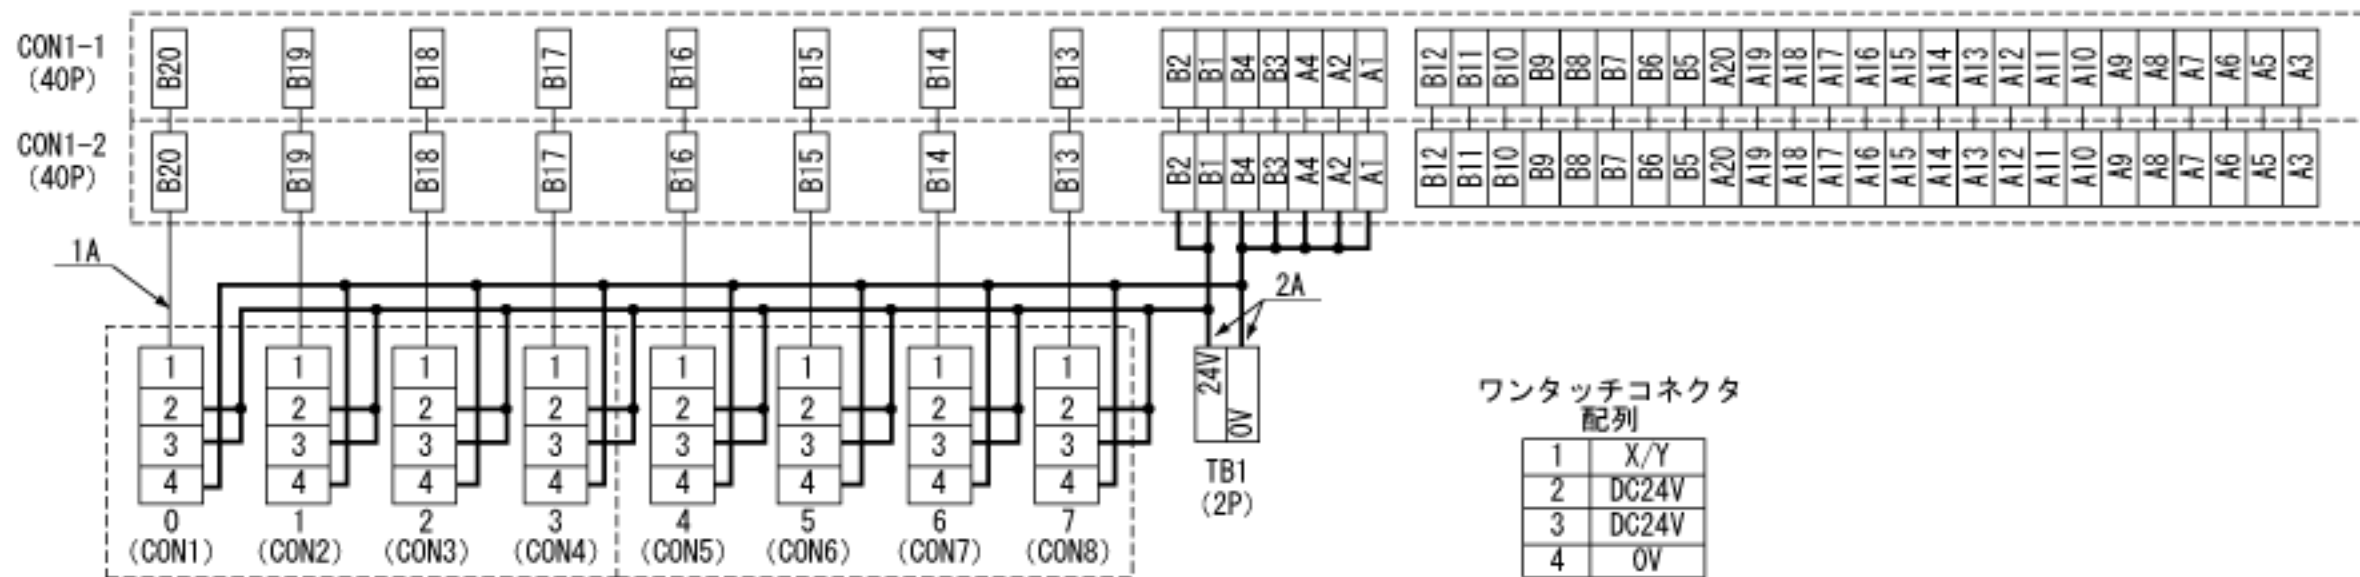 CON1-1
(40P)
B20 B19 B18 B17 B16 B15 B14 B13 B2 B1 B4 B3 A4 A2 A1 B12 B11 B10 B9 B8 B7 B6 B5 A20 A19 A18 A17 A16 A15 A14 A13 A12 A11 A10 A9 A8 A7 A6 A5 A3
CON1-2
(40P)
B20 B19 B18 B17 B16 B15 B14 B13 B2 B1 B4 B3 A4 A2 A1 B12 B11 B10 B9 B8 B7 B6 B5 A20 A19 A18 A17 A16 A15 A14 A13 A12 A11 A10 A9 A8 A7 A6 A5 A3
1A
2A
1 1 1 1 1 1 1 1
2 2 2 2 2 2 2 2
3 3 3 3 3 3 3 3
4 4 4 4 4 4 4 4
0 1 2 3 4 5 6 7
(CON1) (CON2) (CON3) (CON4) (CON5) (CON6) (CON7) (CON8)
24V
0V
TB1
(2P)
ワンタッチコネクタ
配列
1 X/Y
2 DC24V
3 DC24V
4 0V